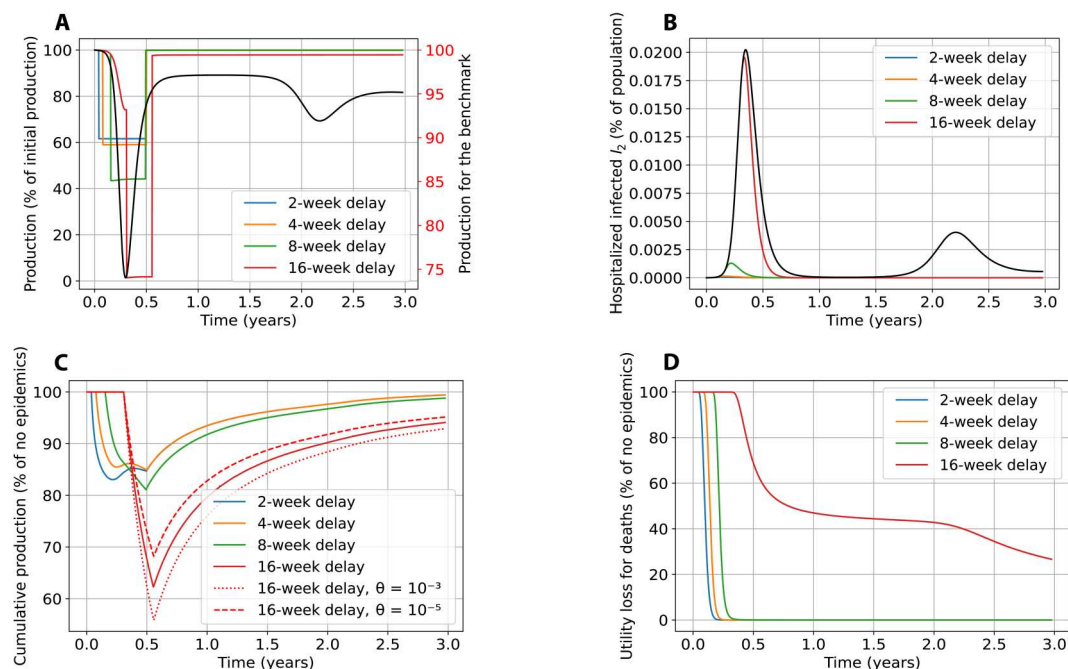 A
Production (% of initial production)
100
80
60
40
20
0
100
95
90
85
80
75
Production for the benchmark
2-week delay
4-week delay
8-week delay
16-week delay
0.0 0.5 1.0 1.5 2.0 2.5 3.0
Time (years)
B
Hospitalized infected I₂ (% of population)
0.0200
0.0175
0.0150
0.0125
0.0100
0.0075
0.0050
0.0025
0.0000
2-week delay
4-week delay
8-week delay
16-week delay
0.0 0.5 1.0 1.5 2.0 2.5 3.0
Time (years)
C
Cumulative production (% of no epidemics)
100
90
80
70
60
2-week delay
4-week delay
8-week delay
16-week delay
16-week delay, θ = 10⁻³
16-week delay, θ = 10⁻⁵
0.0 0.5 1.0 1.5 2.0 2.5 3.0
Time (years)
D
Utility loss for deaths (% of no epidemics)
100
80
60
40
20
0
2-week delay
4-week delay
8-week delay
16-week delay
0.0 0.5 1.0 1.5 2.0 2.5 3.0
Time (years)